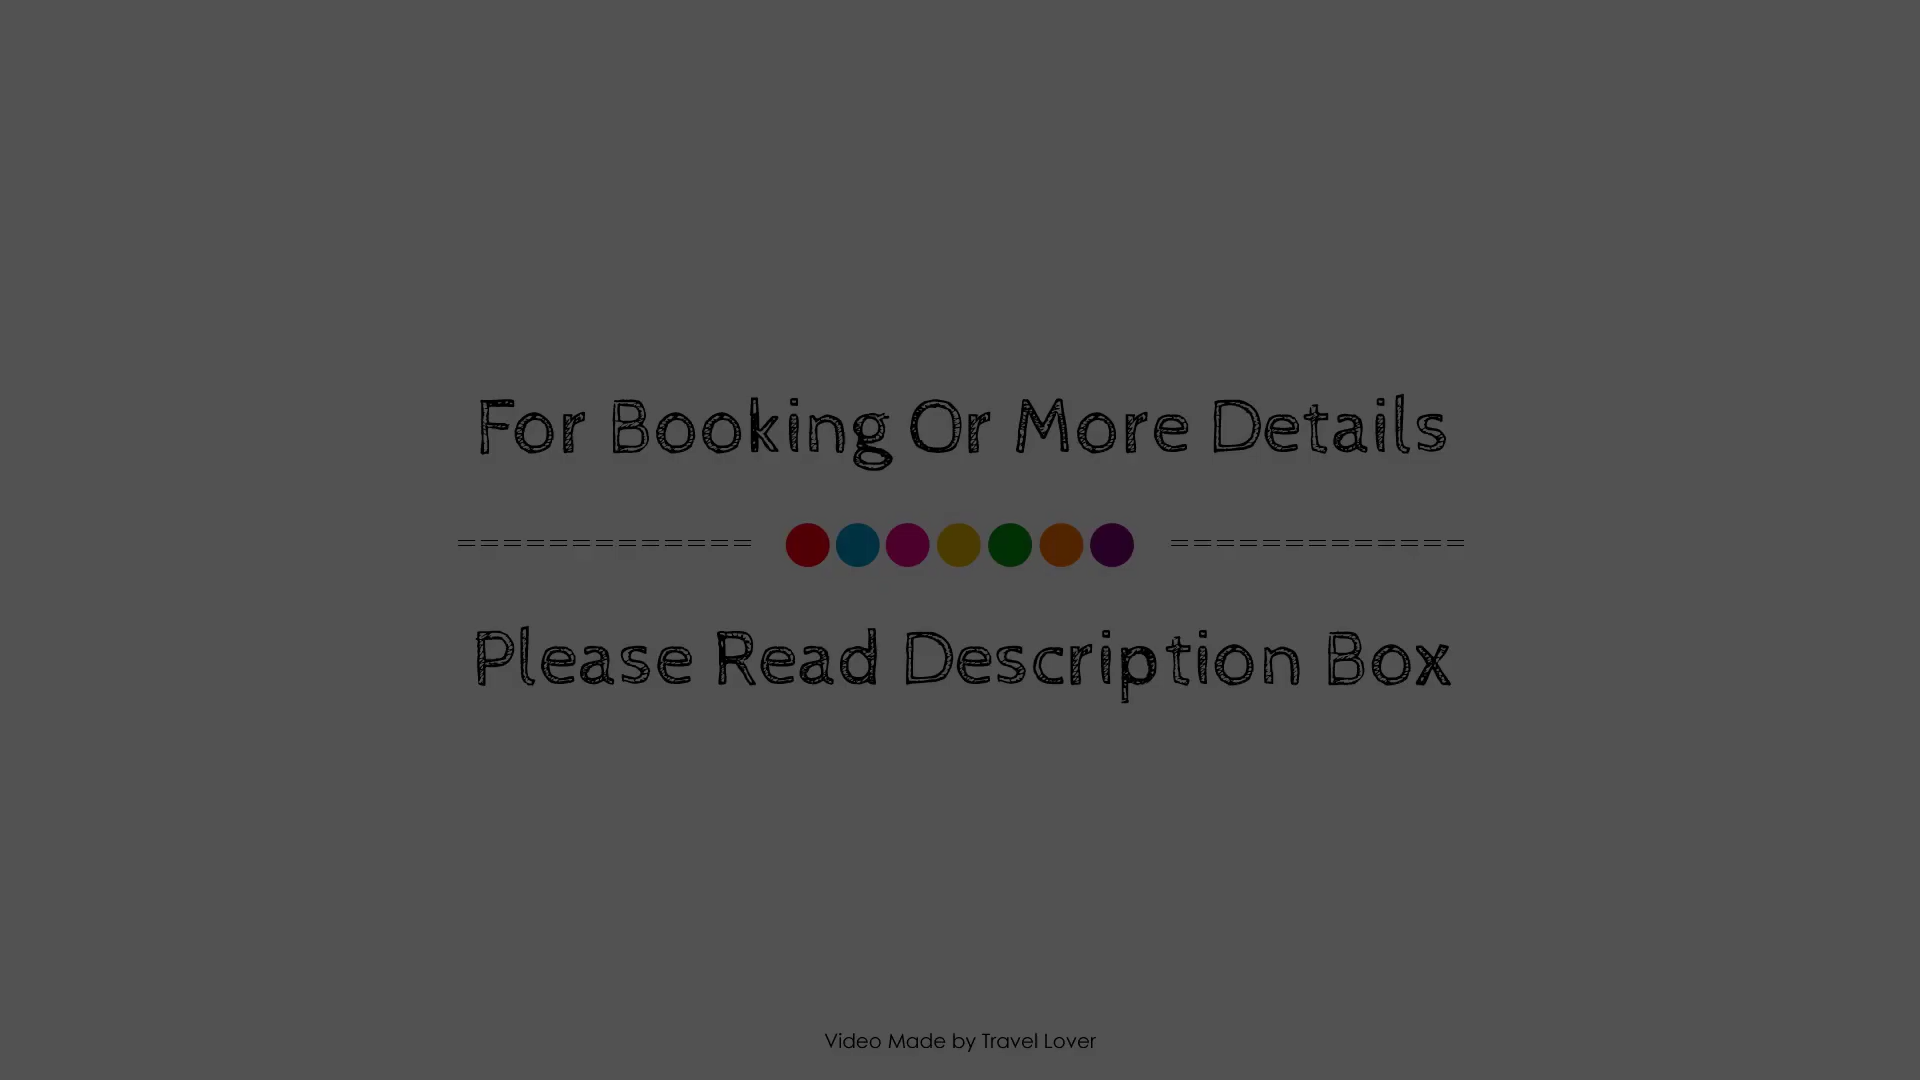 For Booking Or More Details
============= =============
Please Read Description Box
Video Made by Travel Lover